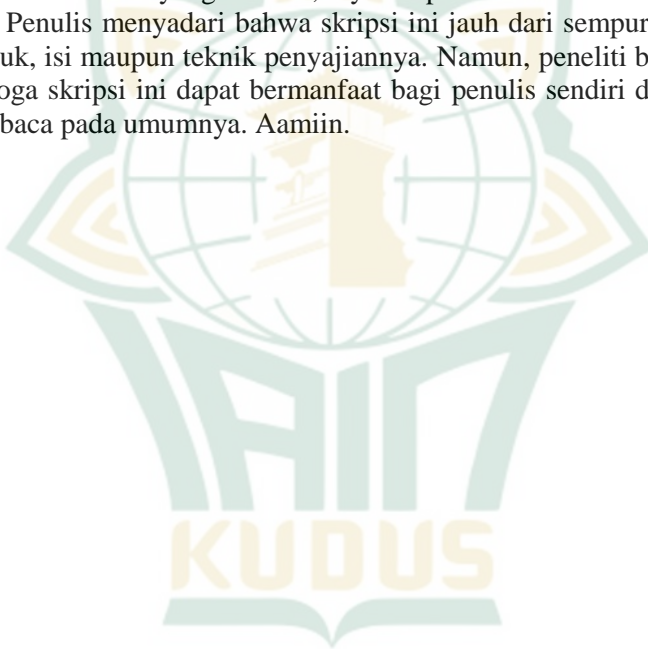 Penulis menyadari bahwa skripsi ini jauh dari sempur
uk, isi maupun teknik penyajiannya. Namun, peneliti b
oga skripsi ini dapat bermanfaat bagi penulis sendiri d
baca pada umumnya. Aamiin.
IAIN
KUDUS